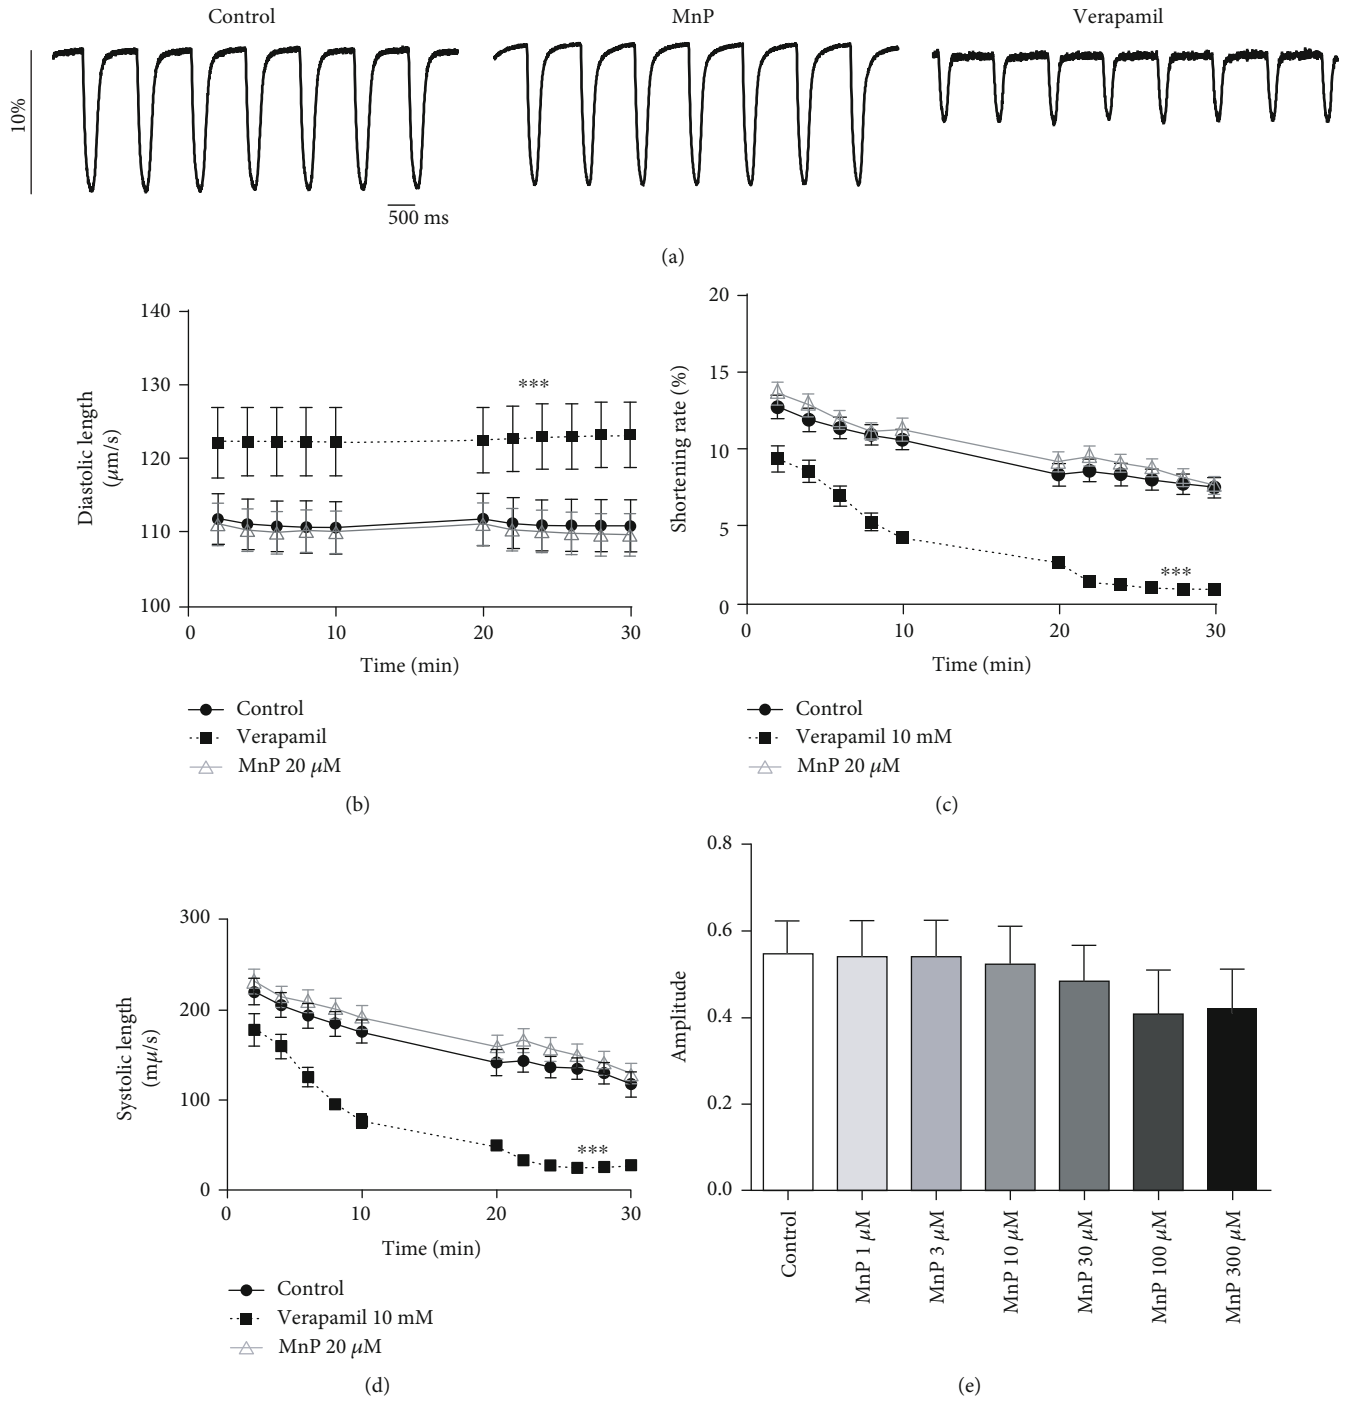 Control MnP Verapamil
10%
500 ms
(a)
140
130
120
110
100
Diastolic length
(μm/s)
***
0 10 20 30
Time (min)
Control
Verapamil
MnP 20 μM
(b)
20
15
10
5
0
Shortening rate (%)
***
0 10 20 30
Time (min)
Control
Verapamil 10 mM
MnP 20 μM
(c)
300
200
100
0
Systolic length
(mμ/s)
***
0 10 20 30
Time (min)
Control
Verapamil 10 mM
MnP 20 μM
(d)
0.8
0.6
0.4
0.2
0.0
Amplitude
Control
MnP 1 μM
MnP 3 μM
MnP 10 μM
MnP 30 μM
MnP 100 μM
MnP 300 μM
(e)